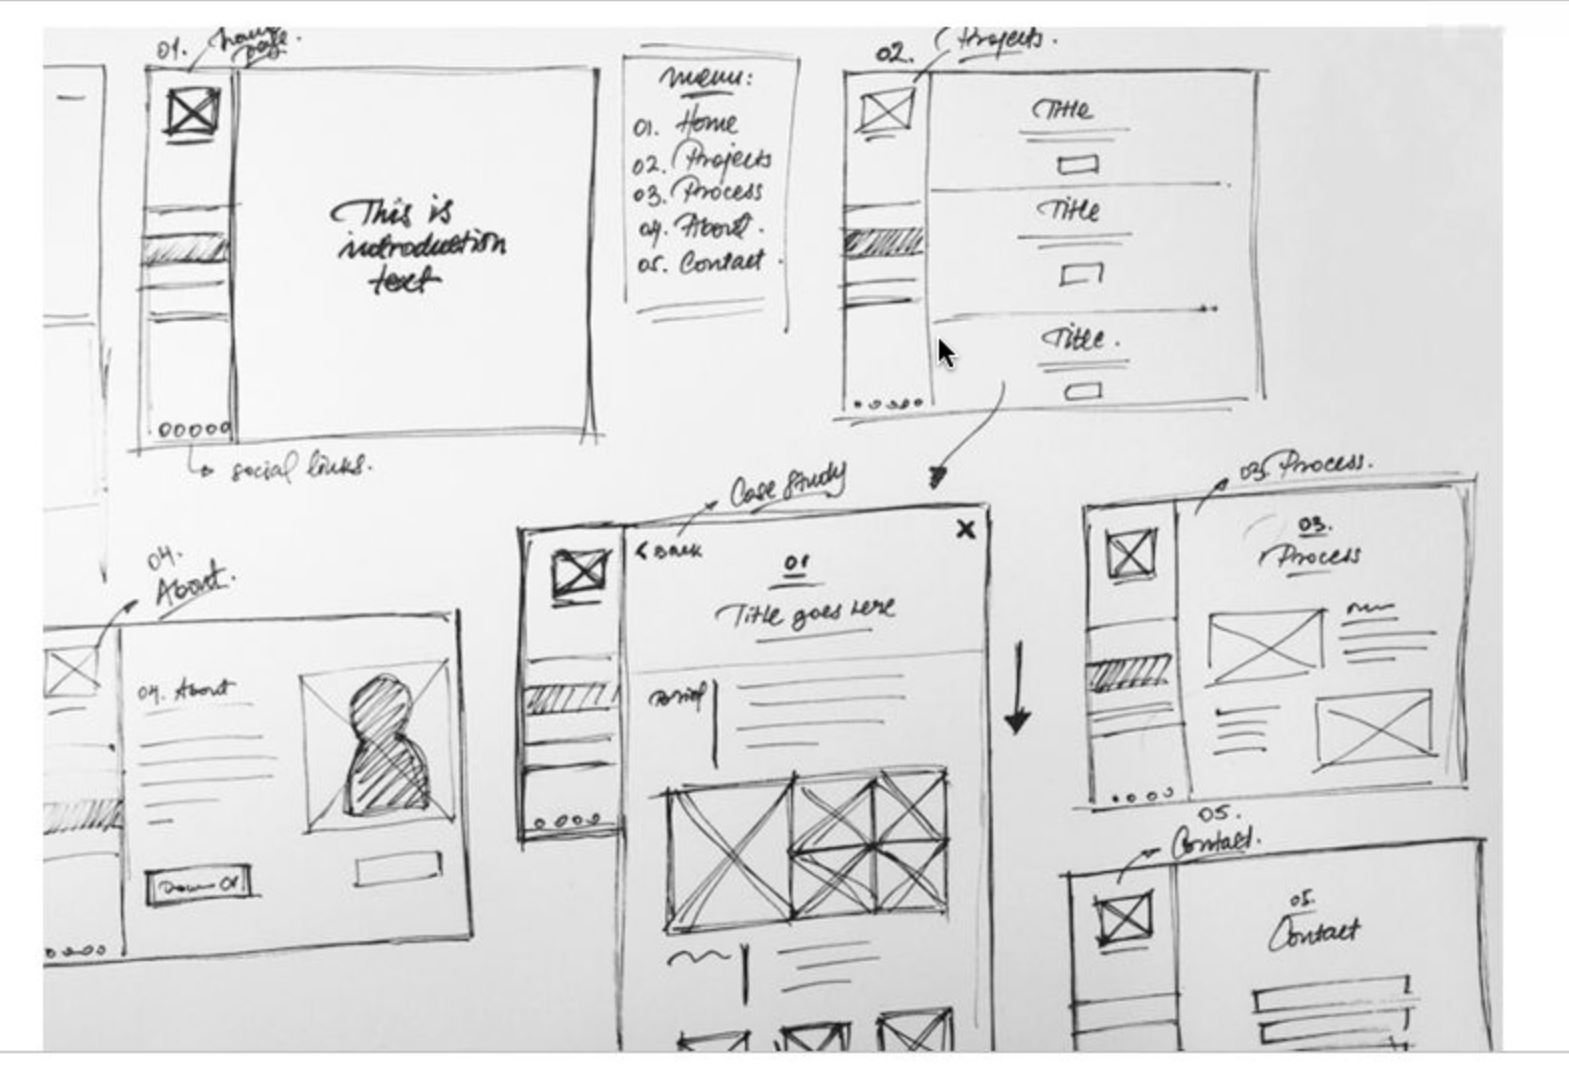 01. home
page.
This is
introduction
text
social links.
menu:
01. Home
02. Projects
03. Process
04. About.
05. Contact
02. Projects.
Title
Title
Title.
Case Study
< Back
X
01
Title goes here
Brief
03. Process.
03.
Process
04.
About.
04. About
05.
Contact.
05.
Contact